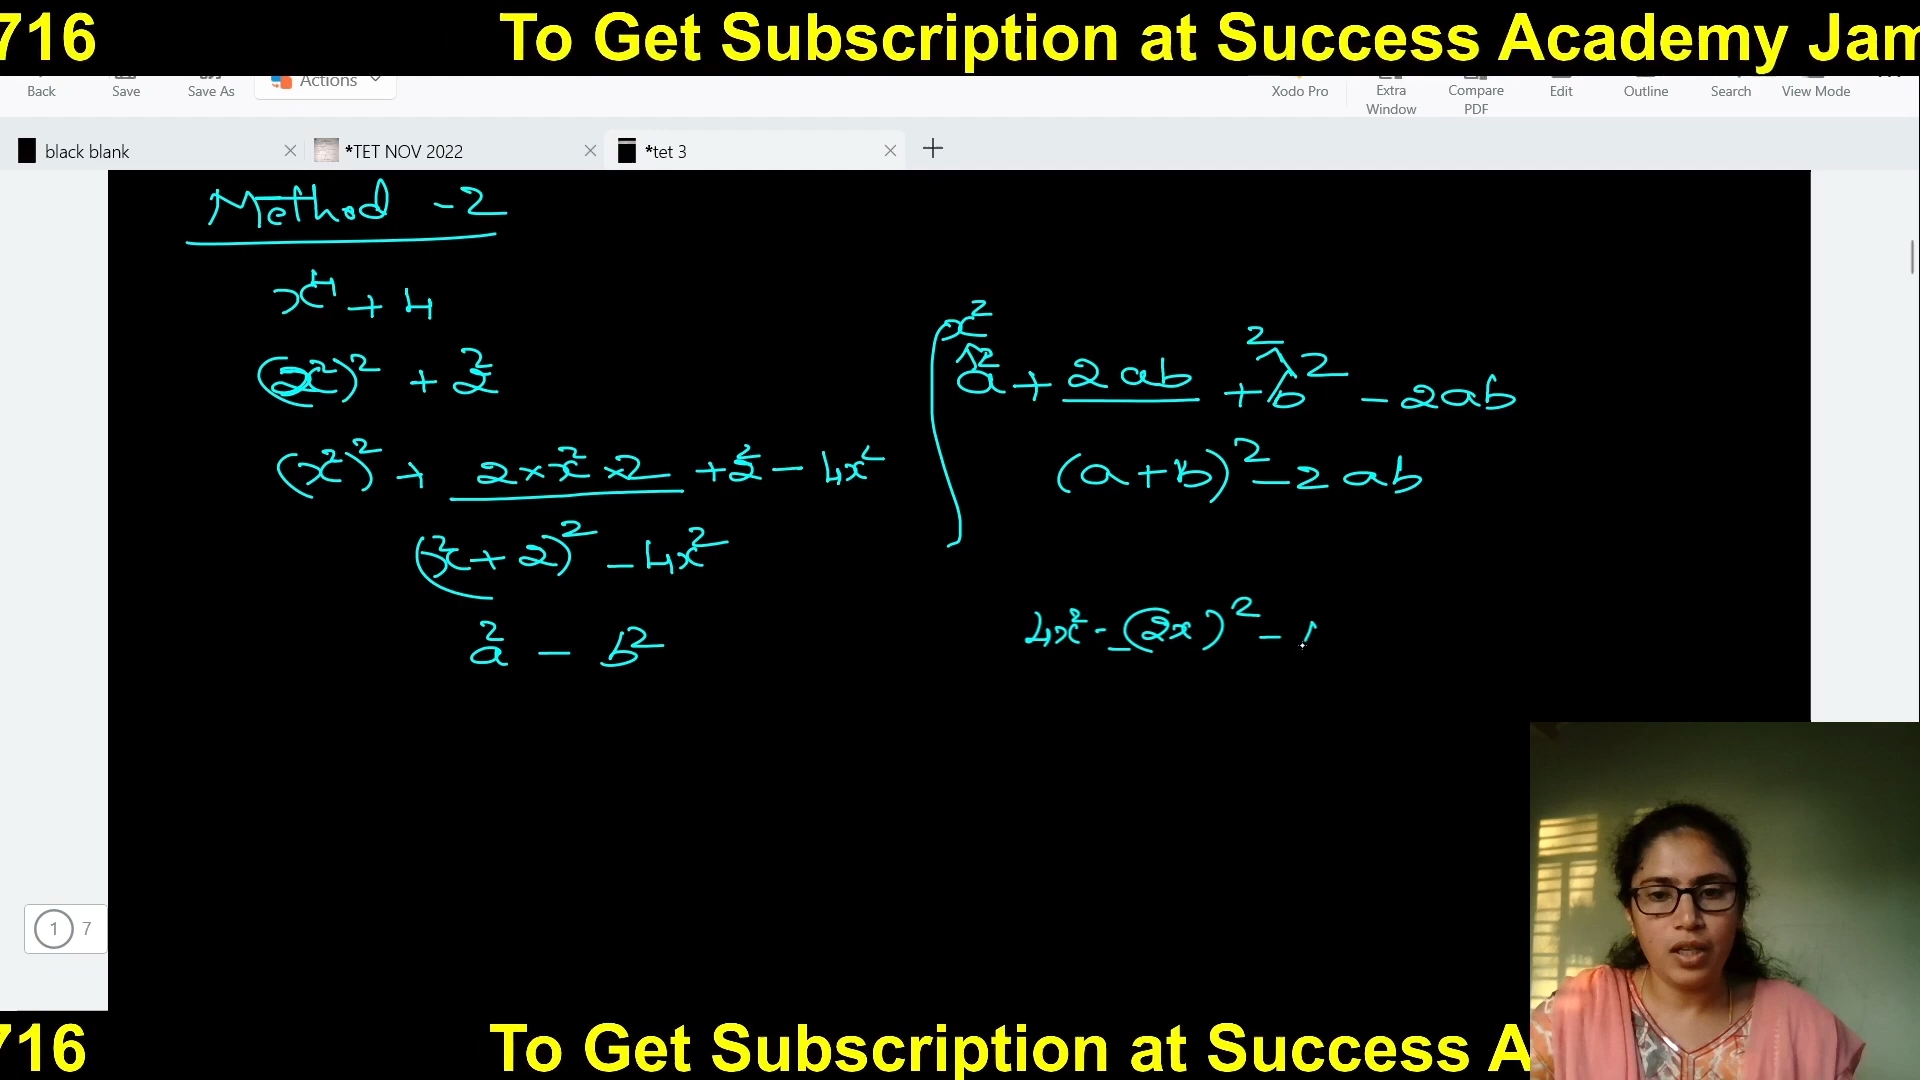 716 To Get Subscription at Success Academy Jam
Back Save Save As Actions Xodo Pro Extra Window Compare PDF Edit Outline Search View Mode
black blank *TET NOV 2022 *tet 3
Method - 2
x⁴ + 4
(x²)² + 2²
(x²)² + 2 × x² × 2 + 2² - 4x²
(x² + 2)² - 4x²
a² - b²
x² 2
a² + 2ab + b² - 2ab
(a+b)² - 2ab
4x² - (2x)² -
1 7
716 To Get Subscription at Success A